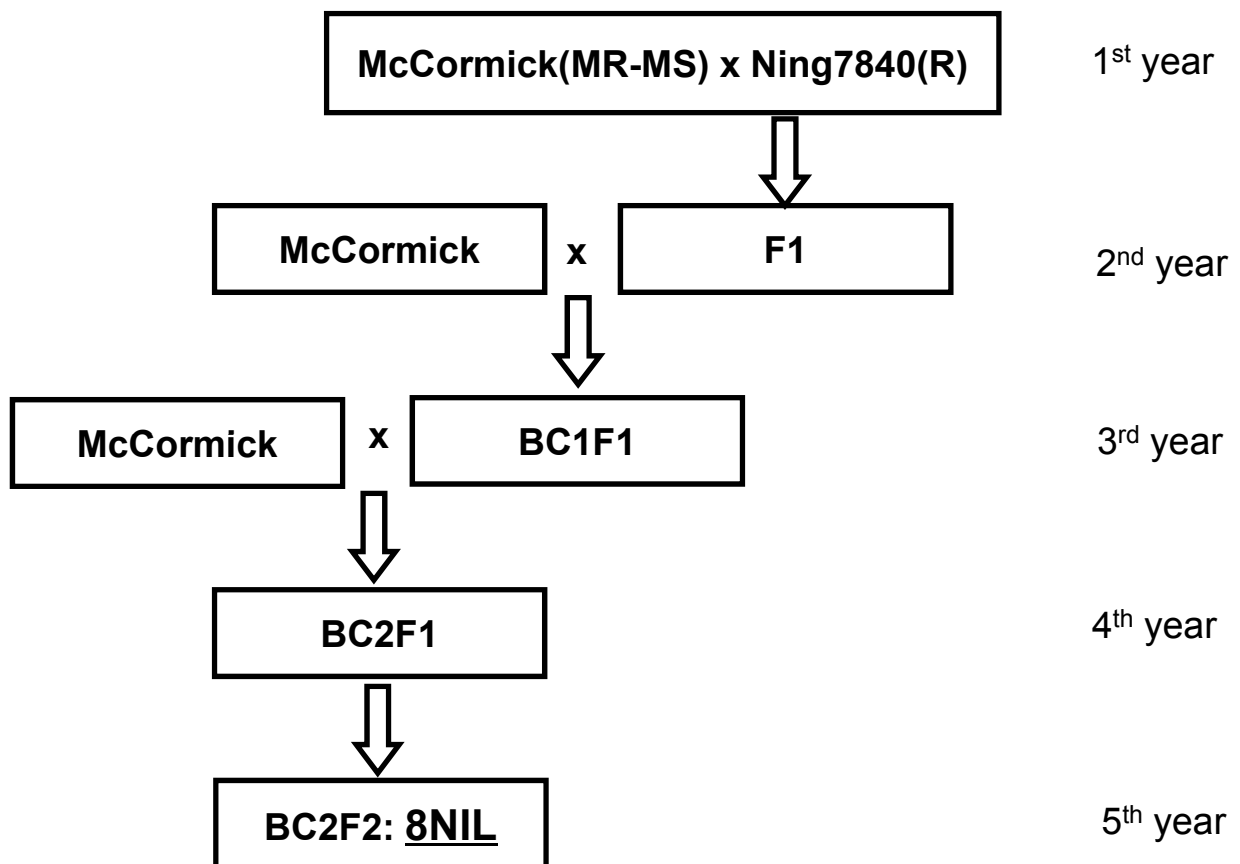 McCormick(MR-MS) x Ning7840(R)
1st year
McCormick
x
F1
2nd year
McCormick
x
BC1F1
3rd year
BC2F1
4th year
BC2F2: 8NIL
5th year